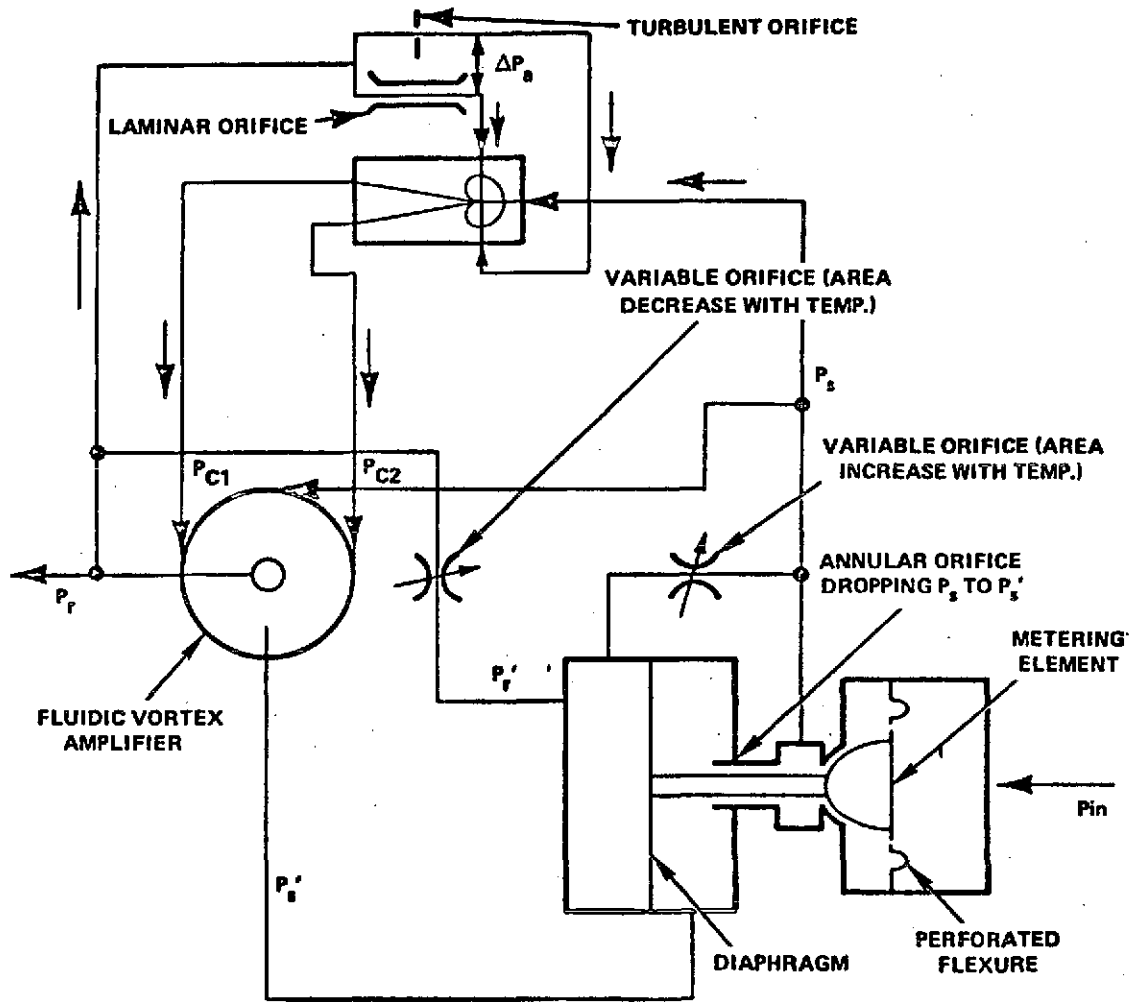 TURBULENT ORIFICE
ΔPa
LAMINAR ORIFICE
VARIABLE ORIFICE (AREA
DECREASE WITH TEMP.)
Ps
VARIABLE ORIFICE (AREA
INCREASE WITH TEMP.)
PC1
PC2
ANNULAR ORIFICE
DROPPING Ps TO Ps'
Pr
METERING
ELEMENT
Pr'
FLUIDIC VORTEX
AMPLIFIER
Pin
Ps'
DIAPHRAGM
PERFORATED
FLEXURE